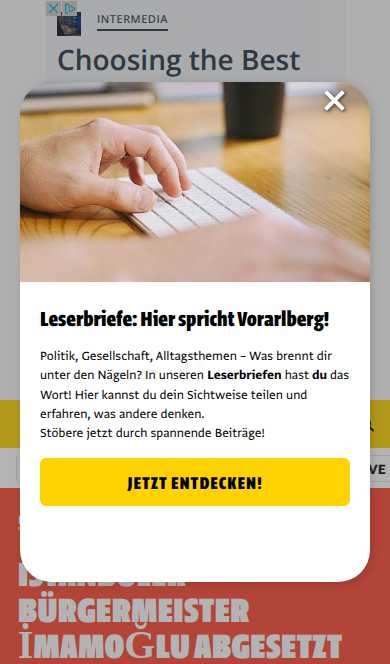 INTERMEDIA
Choosing the Best
Leserbriefe: Hier spricht Vorarlberg!
Politik, Gesellschaft, Alltagsthemen – Was brennt dir
unter den Nägeln? In unseren Leserbriefen hast du das
Wort! Hier kannst du dein Sichtweise teilen und
erfahren, was andere denken.
Stöbere jetzt durch spannende Beiträge!
JETZT ENTDECKEN!
BÜRGERMEISTER
İMAMOĞLU ABGESETZT